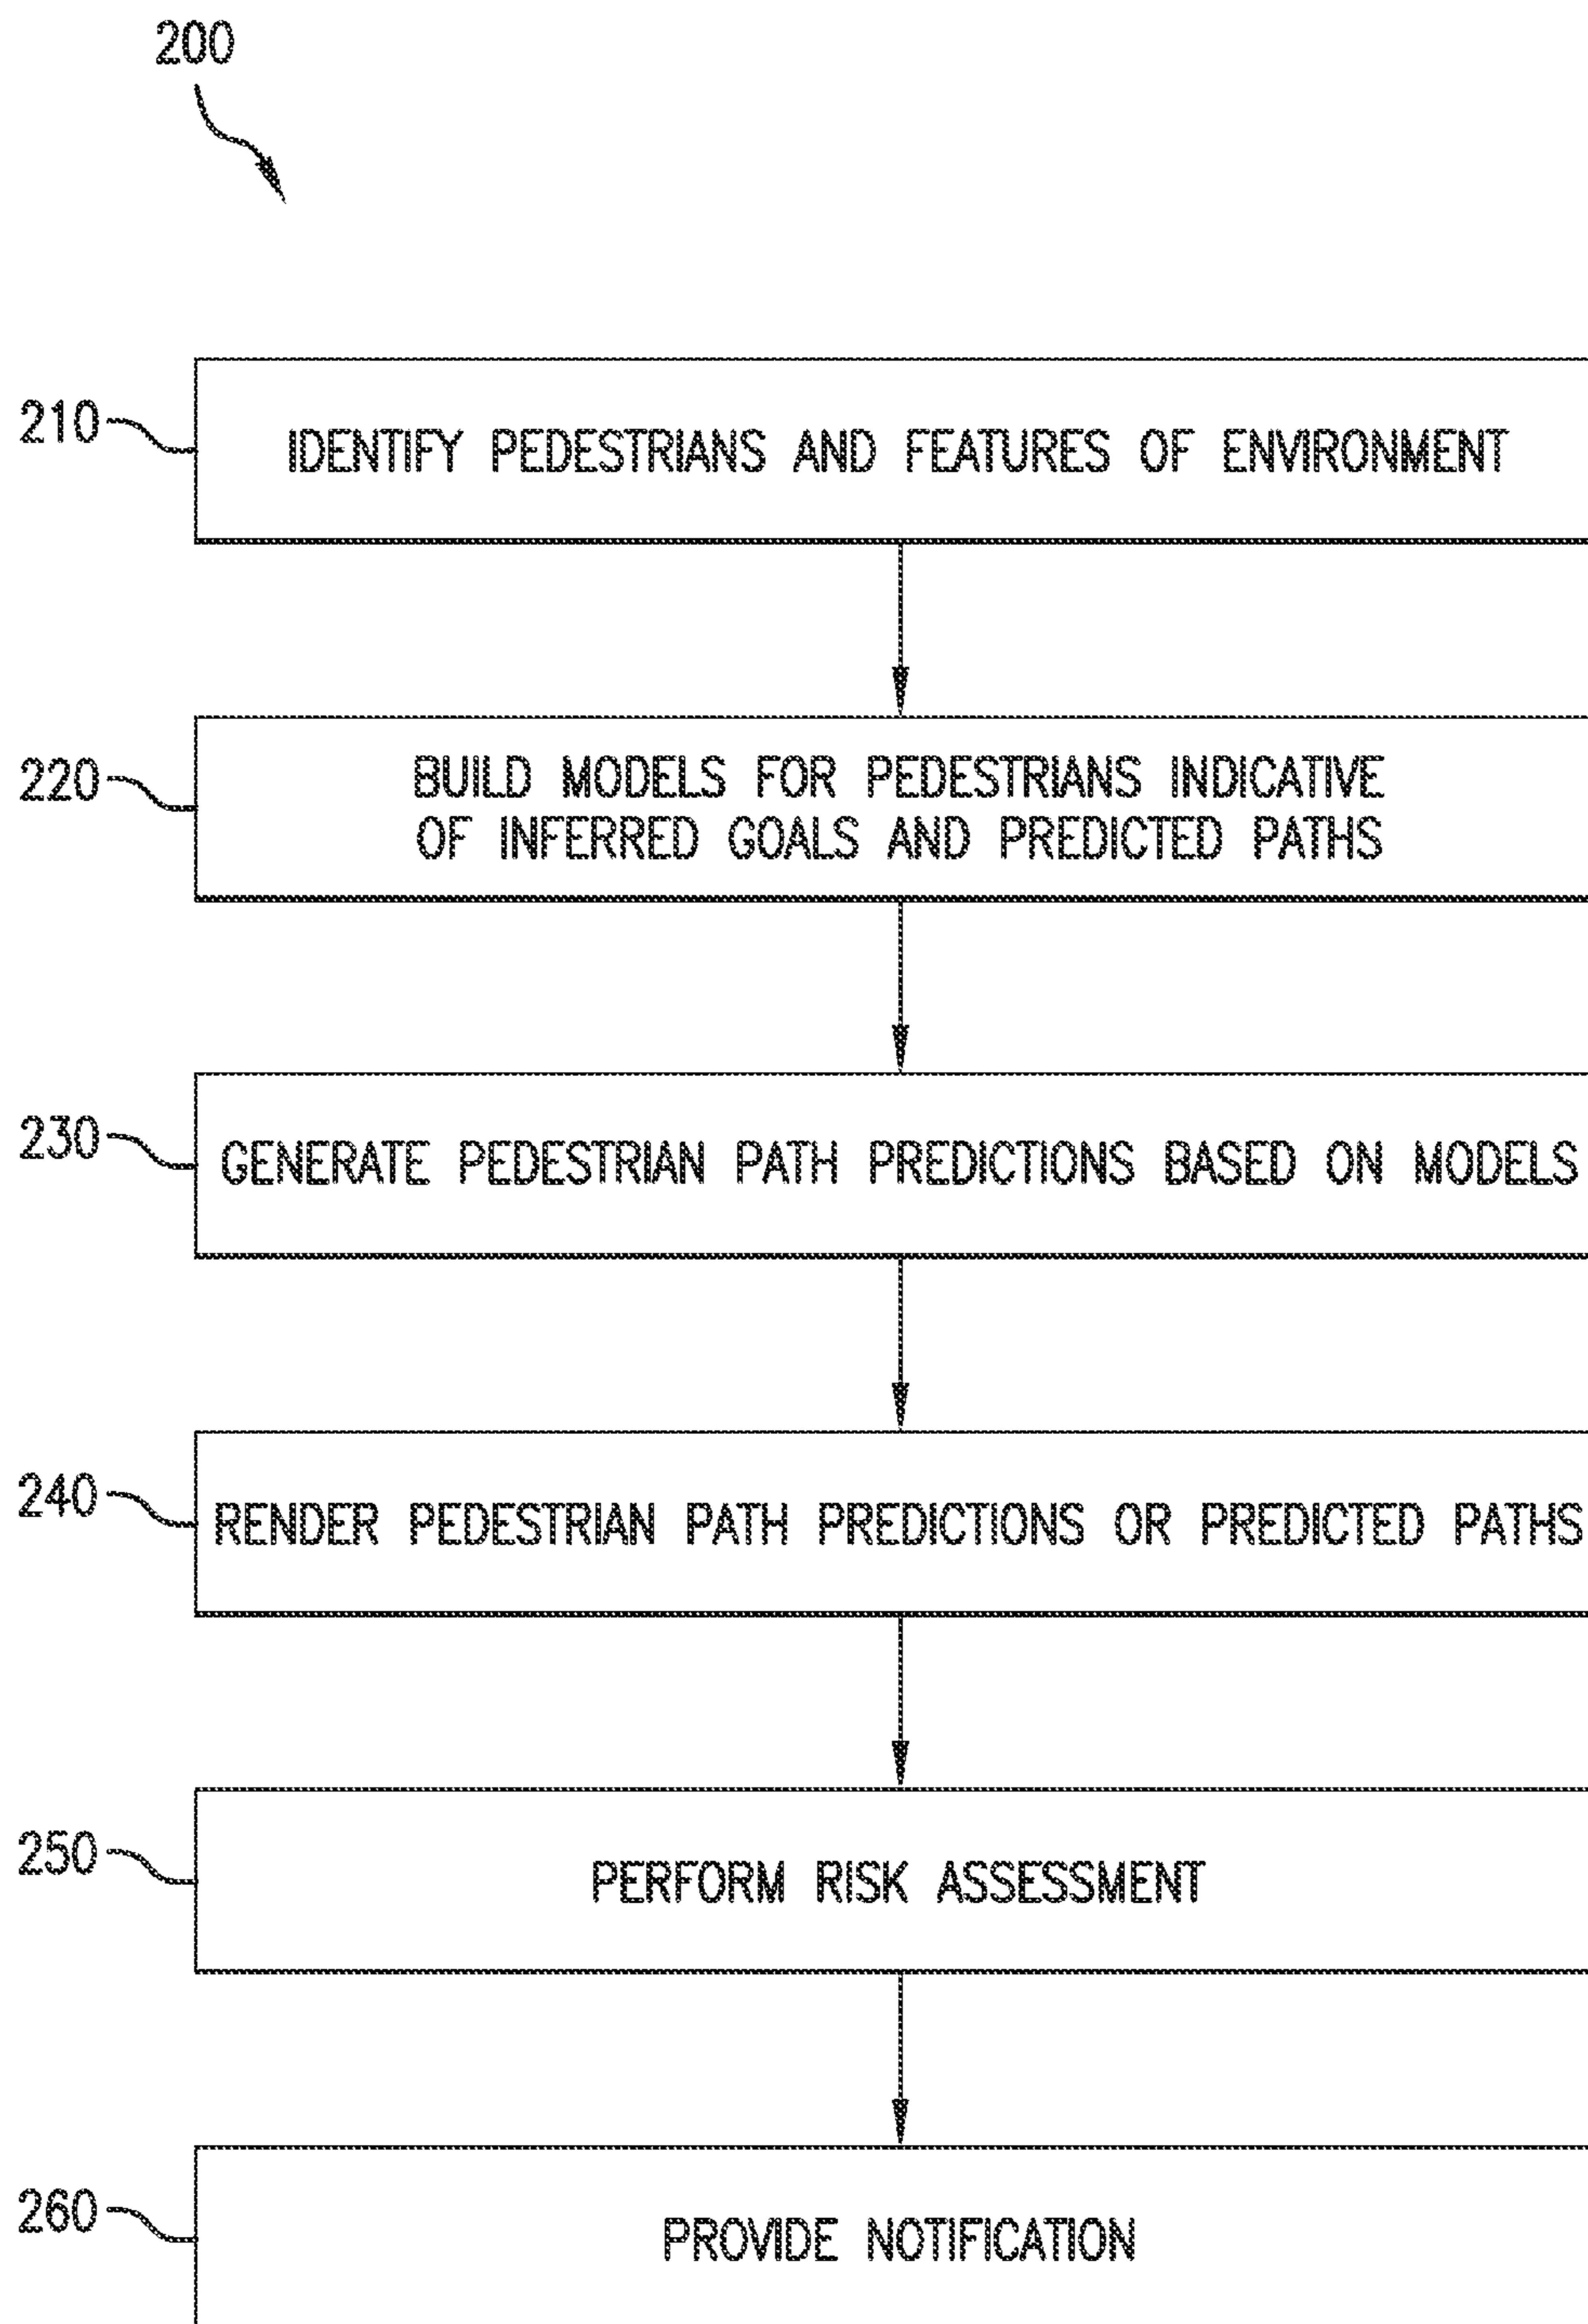 200
210
IDENTIFY PEDESTRIANS AND FEATURES OF ENVIRONMENT
220
BUILD MODELS FOR PEDESTRIANS INDICATIVE
OF INFERRED GOALS AND PREDICTED PATHS
230
GENERATE PEDESTRIAN PATH PREDICTIONS BASED ON MODELS
240
RENDER PEDESTRIAN PATH PREDICTIONS OR PREDICTED PATHS
250
PERFORM RISK ASSESSMENT
260
PROVIDE NOTIFICATION